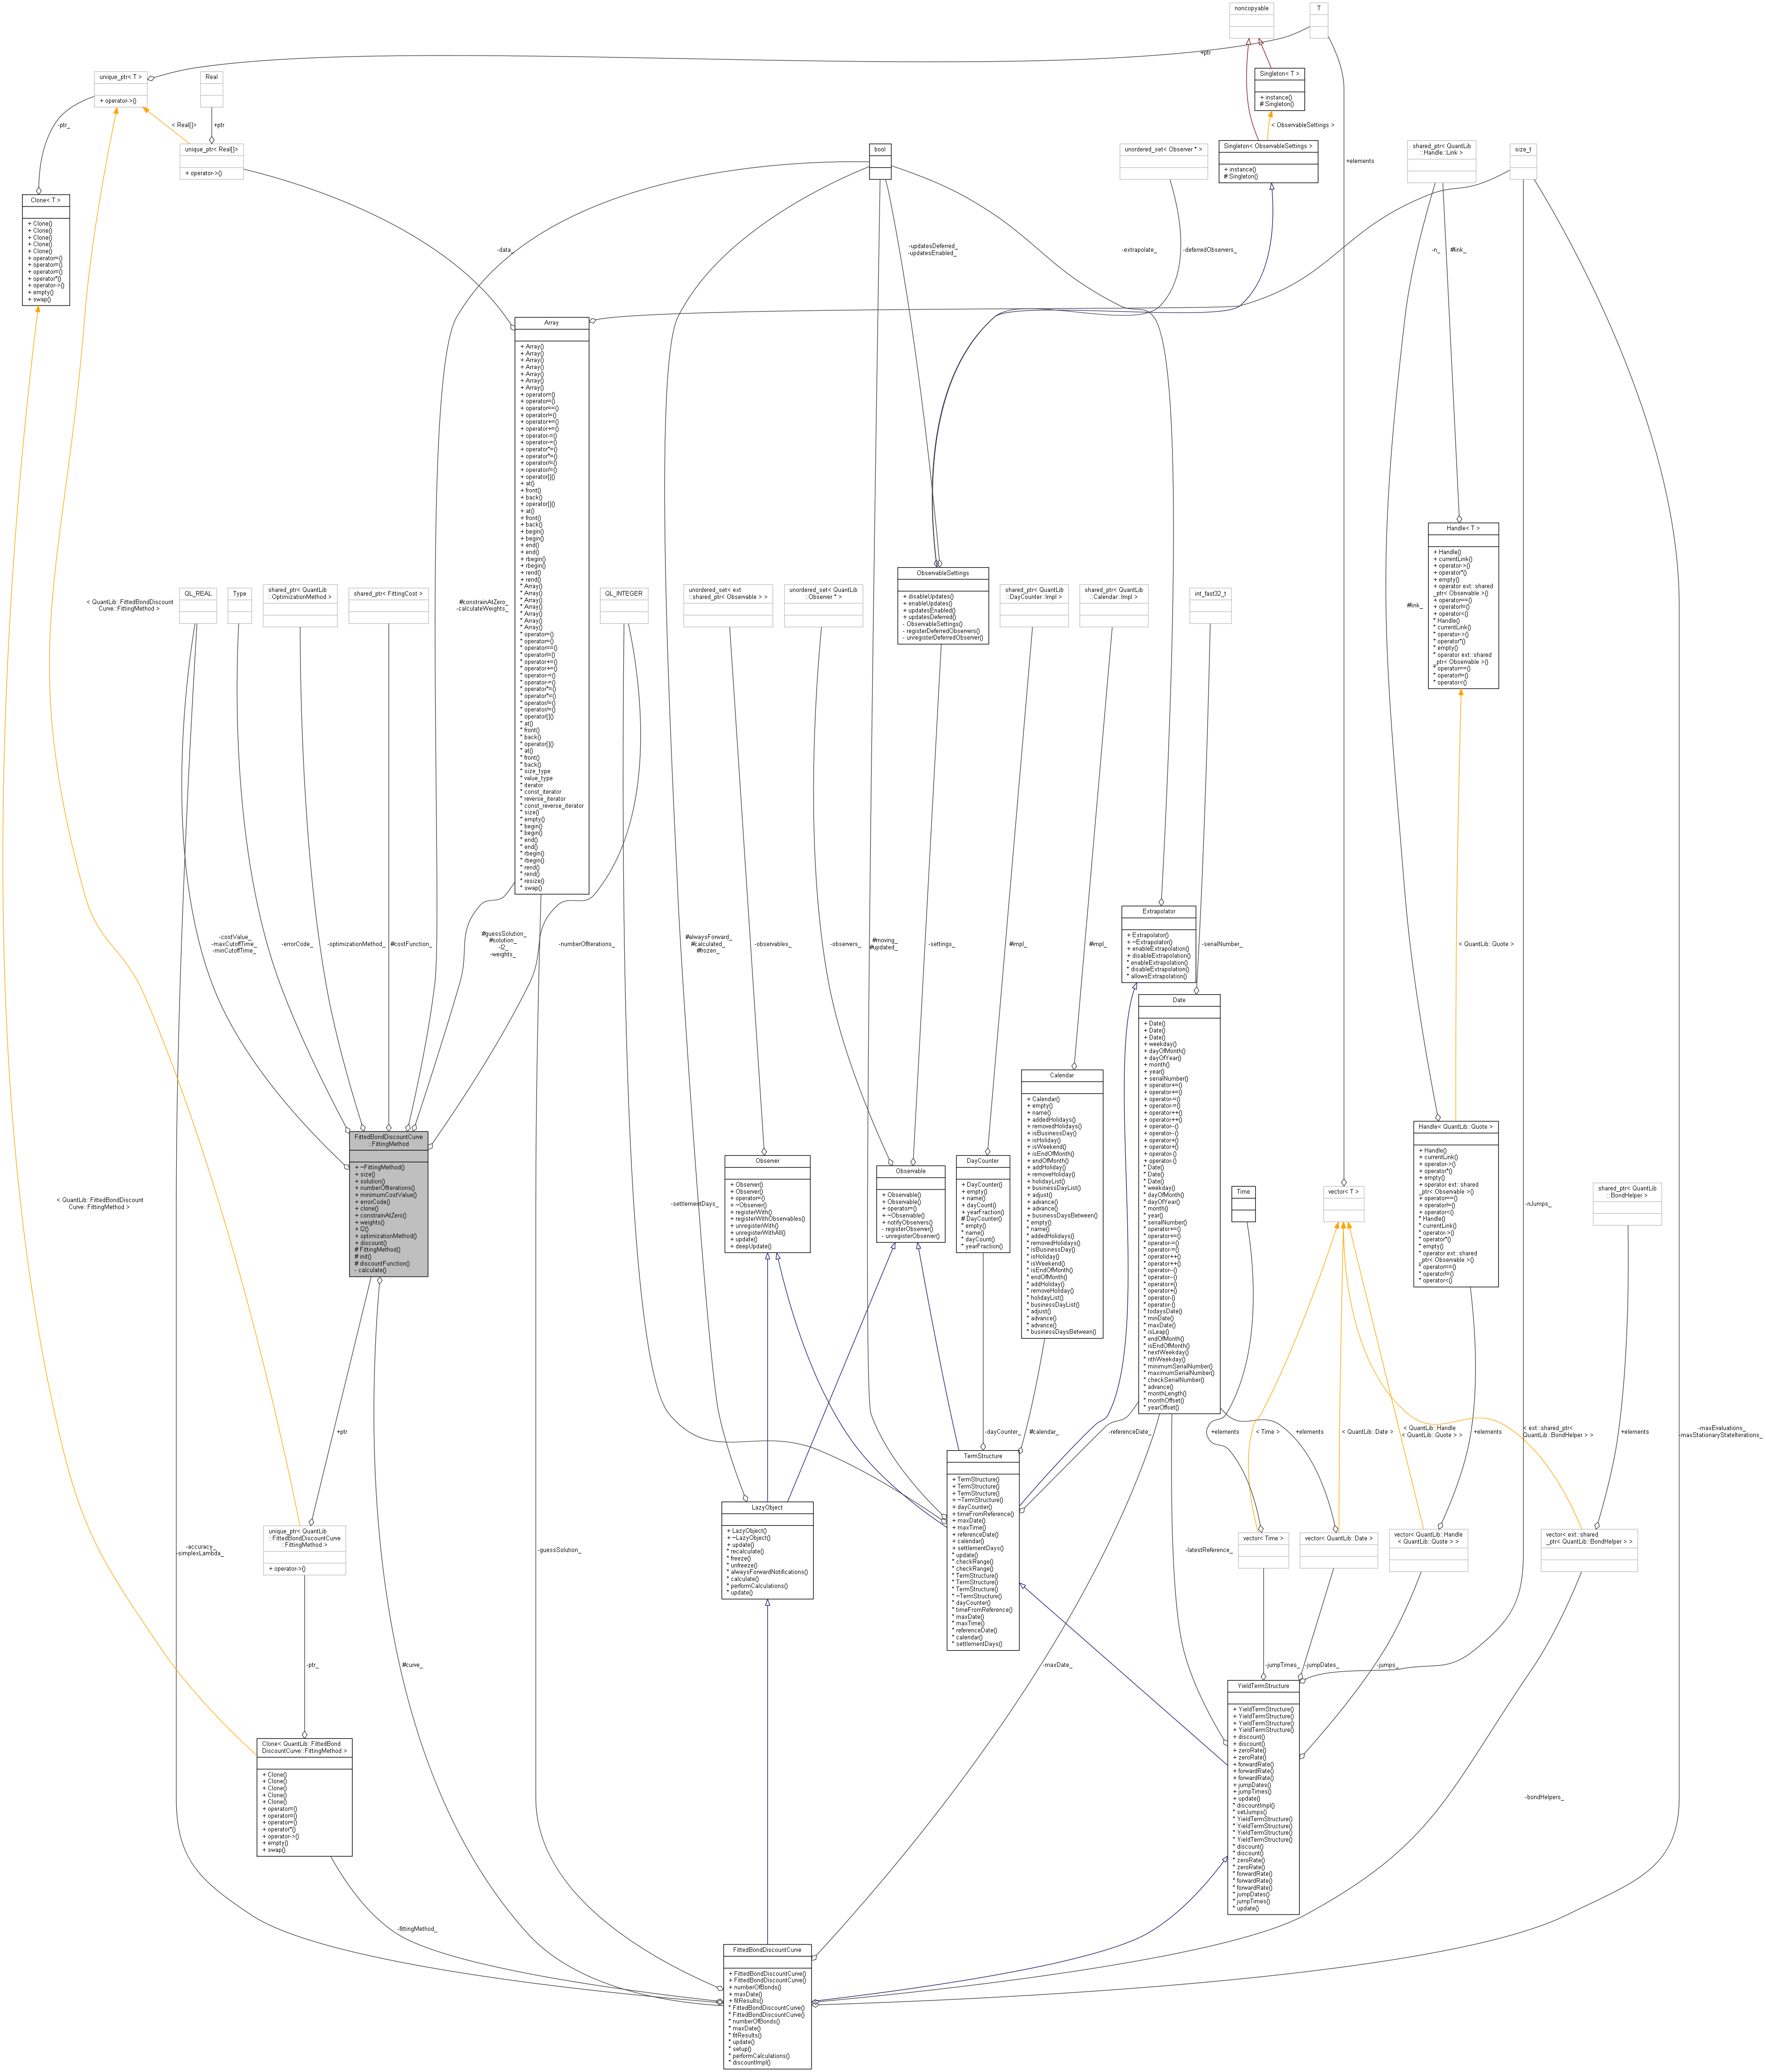 noncopyable
T
+ptr
unique_ptr< T >
+ operator->()
Real
Singleton< T >
+ instance()
# Singleton()
-ptr_
< Real[]>
+ptr
< ObservableSettings >
unique_ptr< Real[]>
+ operator->()
bool
unordered_set< Observer * >
Singleton< ObservableSettings >
+ instance()
# Singleton()
+elements
shared_ptr< QuantLib
::Handle::Link >
size_t
Clone< T >
+ Clone()
+ Clone()
+ Clone()
+ Clone()
+ Clone()
+ operator=()
+ operator=()
+ operator=()
+ operator*()
+ operator->()
+ empty()
+ swap()
-data_
-updatesDeferred_
-updatesEnabled_
-extrapolate_
-deferredObservers_
-n_
#link_
Array
+ Array()
+ Array()
+ Array()
+ Array()
+ Array()
+ Array()
+ Array()
+ operator=()
+ operator=()
+ operator==()
+ operator!=()
+ operator+=()
+ operator+=()
+ operator-=()
+ operator-=()
+ operator*=()
+ operator*=()
+ operator/=()
+ operator/=()
+ operator[]()
+ at()
+ front()
+ back()
+ operator[]()
+ at()
+ front()
+ back()
+ begin()
+ begin()
+ end()
+ end()
+ rbegin()
+ rbegin()
+ rend()
+ rend()
* Array()
* Array()
* Array()
* Array()
* Array()
* Array()
* Array()
* operator=()
* operator=()
* operator==()
* operator!=()
* operator+=()
* operator+=()
* operator-=()
* operator-=()
* operator*=()
* operator*=()
* operator/=()
* operator/=()
* operator[]()
* at()
* front()
* back()
* operator[]()
* at()
* front()
* back()
* size_type
* value_type
* iterator
* const_iterator
* reverse_iterator
* const_reverse_iterator
* size()
* empty()
* begin()
* begin()
* end()
* end()
* rbegin()
* rbegin()
* rend()
* rend()
* resize()
* swap()
Handle< T >
+ Handle()
+ currentLink()
+ operator->()
+ operator*()
+ empty()
+ operator ext::shared
_ptr< Observable >()
+ operator==()
+ operator!=()
+ operator<()
* Handle()
* currentLink()
* operator->()
* operator*()
* empty()
* operator ext::shared
_ptr< Observable >()
* operator==()
* operator!=()
* operator<()
ObservableSettings
+ disableUpdates()
+ enableUpdates()
+ updatesEnabled()
+ updatesDeferred()
- ObservableSettings()
- registerDeferredObservers()
- unregisterDeferredObserver()
< QuantLib::FittedBondDiscount
Curve::FittingMethod >
QL_REAL
Type
shared_ptr< QuantLib
::OptimizationMethod >
shared_ptr< FittingCost >
#constrainAtZero_
-calculateWeights_
QL_INTEGER
unordered_set< ext
::shared_ptr< Observable > >
unordered_set< QuantLib
::Observer * >
shared_ptr< QuantLib
::DayCounter::Impl >
shared_ptr< QuantLib
::Calendar::Impl >
int_fast32_t
#link_
-costValue_
-maxCutoffTime_
-minCutoffTime_
-errorCode_
-optimizationMethod_
#costFunction_
#guessSolution_
#solution_
-l2_
-weights_
-numberOfIterations_
#alwaysForward_
#calculated_
#frozen_
-observables_
-observers_
#moving_
#updated_
-settings_
#impl_
#impl_
Extrapolator
+ Extrapolator()
+ ~Extrapolator()
+ enableExtrapolation()
+ disableExtrapolation()
* enableExtrapolation()
* disableExtrapolation()
* allowsExtrapolation()
-serialNumber_
< QuantLib::Quote >
Date
+ Date()
+ Date()
+ Date()
+ weekday()
+ dayOfMonth()
+ dayOfYear()
+ month()
+ year()
+ serialNumber()
+ operator+=()
+ operator+=()
+ operator-=()
+ operator-=()
+ operator++()
+ operator++()
+ operator--()
+ operator--()
+ operator+()
+ operator+()
+ operator-()
+ operator-()
* Date()
* Date()
* Date()
* weekday()
* dayOfMonth()
* dayOfYear()
* month()
* year()
* serialNumber()
* operator+=()
* operator+=()
* operator-=()
* operator-=()
* operator++()
* operator++()
* operator--()
* operator--()
* operator+()
* operator+()
* operator-()
* operator-()
* todaysDate()
* minDate()
* maxDate()
* isLeap()
* endOfMonth()
* isEndOfMonth()
* nextWeekday()
* nthWeekday()
* minimumSerialNumber()
* maximumSerialNumber()
* checkSerialNumber()
* advance()
* monthLength()
* monthOffset()
* yearOffset()
Calendar
+ Calendar()
+ empty()
+ name()
+ addedHolidays()
+ removedHolidays()
+ isBusinessDay()
+ isHoliday()
+ isWeekend()
+ isEndOfMonth()
+ endOfMonth()
+ addHoliday()
+ removeHoliday()
+ holidayList()
+ businessDayList()
+ adjust()
+ advance()
+ advance()
+ businessDaysBetween()
* empty()
* name()
* addedHolidays()
* removedHolidays()
* isBusinessDay()
* isHoliday()
* isWeekend()
* isEndOfMonth()
* endOfMonth()
* addHoliday()
* removeHoliday()
* holidayList()
* businessDayList()
* adjust()
* advance()
* advance()
* businessDaysBetween()
FittedBondDiscountCurve
::FittingMethod
+ ~FittingMethod()
+ size()
+ solution()
+ numberOfIterations()
+ minimumCostValue()
+ errorCode()
+ clone()
+ constrainAtZero()
+ weights()
+ l2()
+ optimizationMethod()
+ discount()
# FittingMethod()
# init()
# discountFunction()
- calculate()
Observer
+ Observer()
+ Observer()
+ operator=()
+ ~Observer()
+ registerWith()
+ registerWithObservables()
+ unregisterWith()
+ unregisterWithAll()
+ update()
+ deepUpdate()
Observable
+ Observable()
+ Observable()
+ operator=()
+ ~Observable()
+ notifyObservers()
- registerObserver()
- unregisterObserver()
DayCounter
+ DayCounter()
+ empty()
+ name()
+ dayCount()
+ yearFraction()
# DayCounter()
* empty()
* name()
* dayCount()
* yearFraction()
Time
vector< T >
Handle< QuantLib::Quote >
+ Handle()
+ currentLink()
+ operator->()
+ operator*()
+ empty()
+ operator ext::shared
_ptr< Observable >()
+ operator==()
+ operator!=()
+ operator<()
* Handle()
* currentLink()
* operator->()
* operator*()
* empty()
* operator ext::shared
_ptr< Observable >()
* operator==()
* operator!=()
* operator<()
shared_ptr< QuantLib
::BondHelper >
< QuantLib::FittedBondDiscount
Curve::FittingMethod >
-settlementDays_
-nJumps_
+ptr
-dayCounter_
#calendar_
-referenceDate_
+elements
< Time >
+elements
< QuantLib::Date >
< QuantLib::Handle
< QuantLib::Quote > >
+elements
< ext::shared_ptr<
QuantLib::BondHelper > >
+elements
-maxEvaluations_
-maxStationaryStateIterations_
TermStructure
+ TermStructure()
+ TermStructure()
+ TermStructure()
+ ~TermStructure()
+ dayCounter()
+ timeFromReference()
+ maxDate()
+ maxTime()
+ referenceDate()
+ calendar()
+ settlementDays()
* update()
* checkRange()
* checkRange()
* TermStructure()
* TermStructure()
* TermStructure()
* ~TermStructure()
* dayCounter()
* timeFromReference()
* maxDate()
* maxTime()
* referenceDate()
* calendar()
* settlementDays()
LazyObject
+ LazyObject()
+ ~LazyObject()
+ update()
* recalculate()
* freeze()
* unfreeze()
* alwaysForwardNotifications()
* calculate()
* performCalculations()
* update()
unique_ptr< QuantLib
::FittedBondDiscountCurve
::FittingMethod >
+ operator->()
vector< Time >
vector< QuantLib::Date >
vector< QuantLib::Handle
< QuantLib::Quote > >
vector< ext::shared
_ptr< QuantLib::BondHelper > >
-accuracy_
-simplexLambda_
-guessSolution_
-latestReference_
-ptr_
#curve_
-maxDate_
-jumpTimes_
-jumpDates_
-jumps_
YieldTermStructure
+ YieldTermStructure()
+ YieldTermStructure()
+ YieldTermStructure()
+ YieldTermStructure()
+ discount()
+ discount()
+ zeroRate()
+ zeroRate()
+ forwardRate()
+ forwardRate()
+ forwardRate()
+ jumpDates()
+ jumpTimes()
+ update()
* discountImpl()
* setJumps()
* YieldTermStructure()
* YieldTermStructure()
* YieldTermStructure()
* YieldTermStructure()
* discount()
* discount()
* zeroRate()
* zeroRate()
* forwardRate()
* forwardRate()
* forwardRate()
* jumpDates()
* jumpTimes()
* update()
Clone< QuantLib::FittedBond
DiscountCurve::FittingMethod >
+ Clone()
+ Clone()
+ Clone()
+ Clone()
+ Clone()
+ operator=()
+ operator=()
+ operator=()
+ operator*()
+ operator->()
+ empty()
+ swap()
-bondHelpers_
-fittingMethod_
FittedBondDiscountCurve
+ FittedBondDiscountCurve()
+ FittedBondDiscountCurve()
+ numberOfBonds()
+ maxDate()
+ fitResults()
* FittedBondDiscountCurve()
* FittedBondDiscountCurve()
* numberOfBonds()
* maxDate()
* fitResults()
* update()
* setup()
* performCalculations()
* discountImpl()